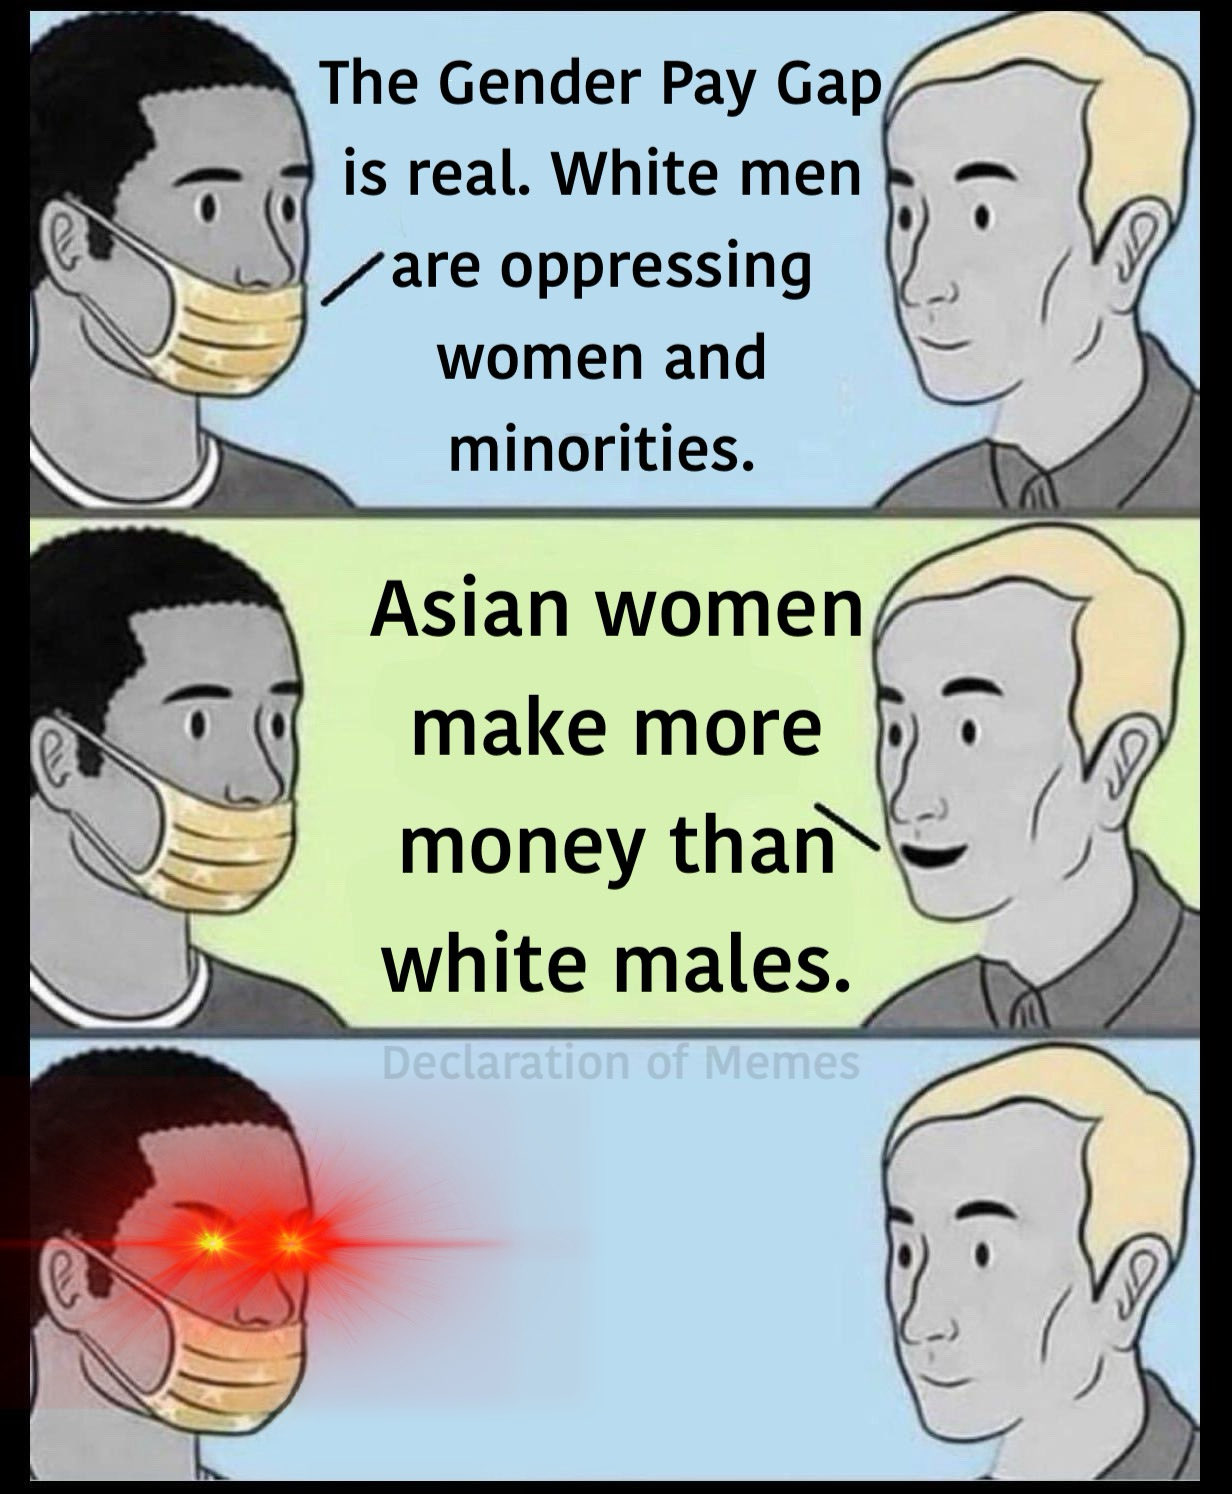 The Gender Pay Gap
is real. White men
are oppressing
women and
minorities.
Asian women
make more
money than
white males.
Declaration of Memes